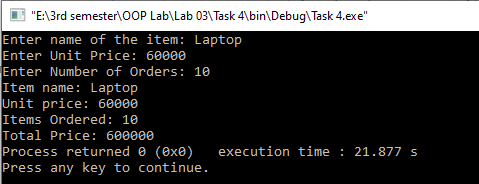 "E:\3rd semester\OOP Lab\Lab 03\Task 4\bin\Debug\Task 4.exe"
Enter name of the item: Laptop
Enter Unit Price: 60000
Enter Number of Orders: 10
Item name: Laptop
Unit price: 60000
Items Ordered: 10
Total Price: 600000
Process returned 0 (0x0)   execution time : 21.877 s
Press any key to continue.